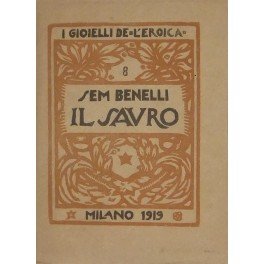 I GIOIELLI DE "L'EROICA"
8
SEM BENELLI
IL SAVRO
MILANO 1919